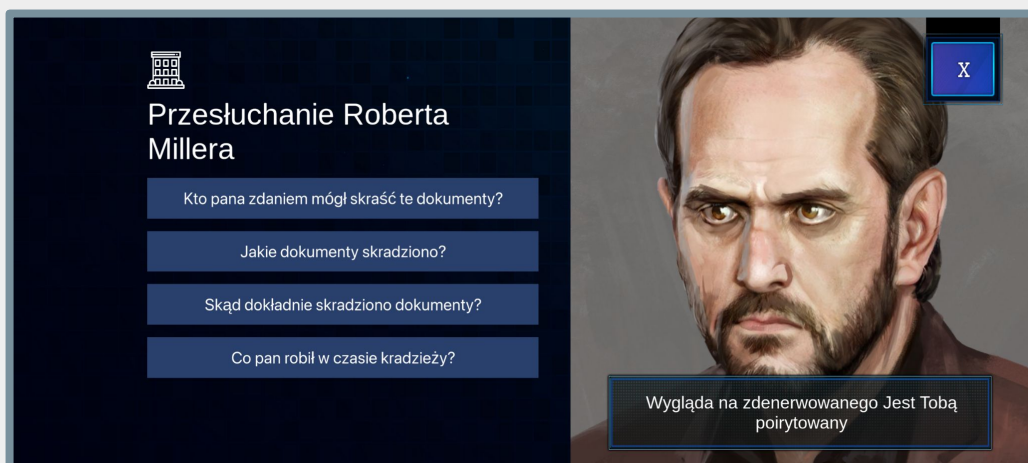 Przesłuchanie Roberta
Millera
Kto pana zdaniem mógł skraść te dokumenty?
Jakie dokumenty skradziono?
Skąd dokładnie skradziono dokumenty?
Co pan robił w czasie kradzieży?
X
Wygląda na zdenerwowanego Jest Tobą
poirytowany